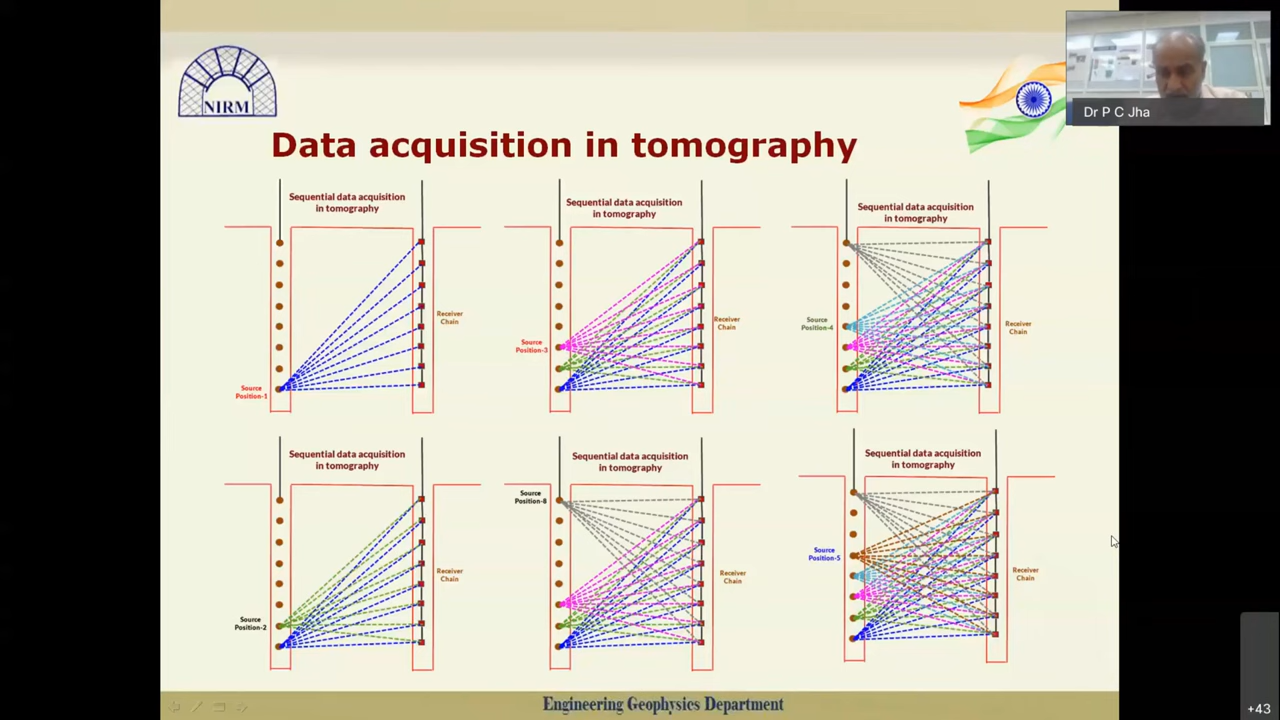 NIRM
Dr P C Jha
Data acquisition in tomography
Sequential data acquisition
in tomography
Receiver
Chain
Source
Position-1
Sequential data acquisition
in tomography
Receiver
Chain
Source
Position-3
Sequential data acquisition
in tomography
Source
Position-4
Receiver
Chain
Sequential data acquisition
in tomography
Receiver
Chain
Source
Position-2
Sequential data acquisition
in tomography
Source
Position-8
Receiver
Chain
Sequential data acquisition
in tomography
Source
Position-5
Receiver
Chain
Engineering Geophysics Department
+43